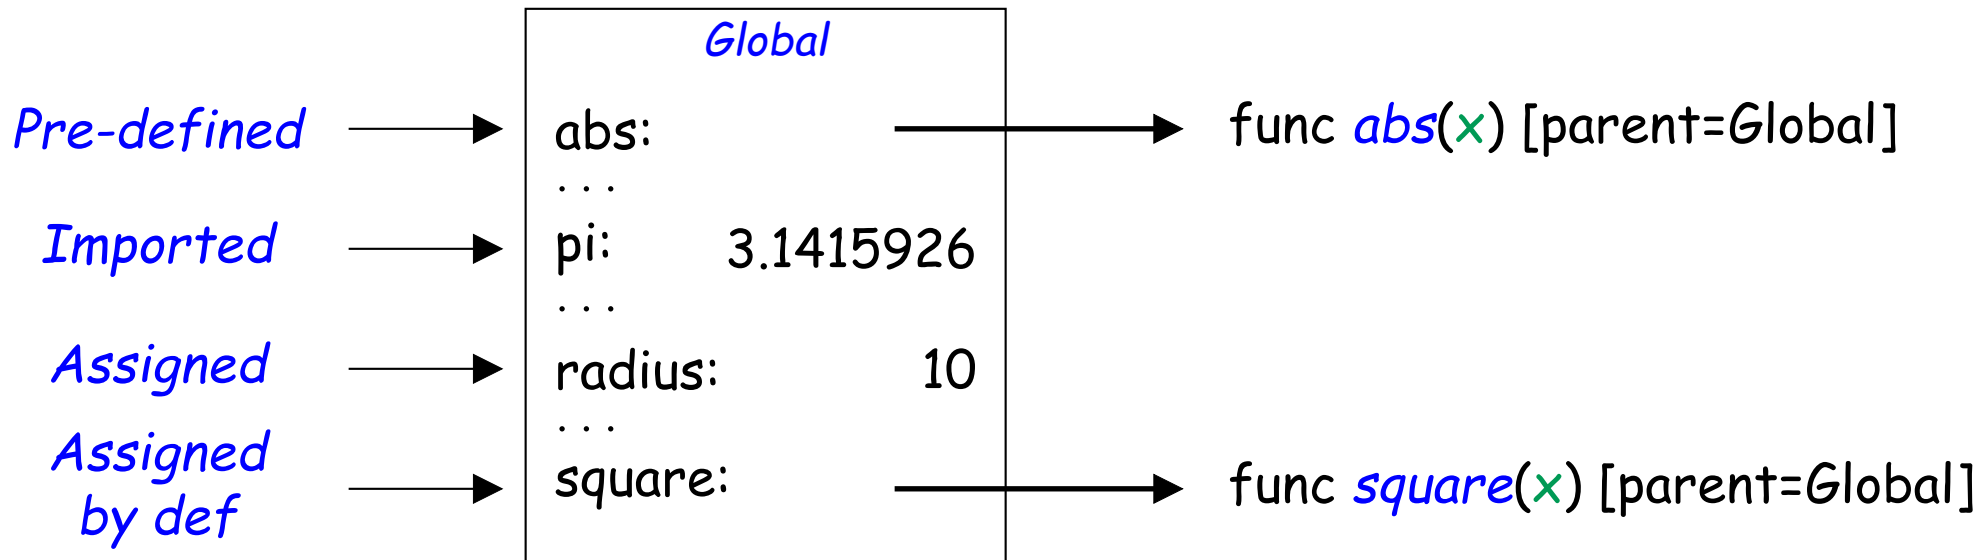 Global
Pre-defined abs: func abs(x) [parent=Global]
...
Imported pi: 3.1415926
...
Assigned radius: 10
...
Assigned
by def square: func square(x) [parent=Global]